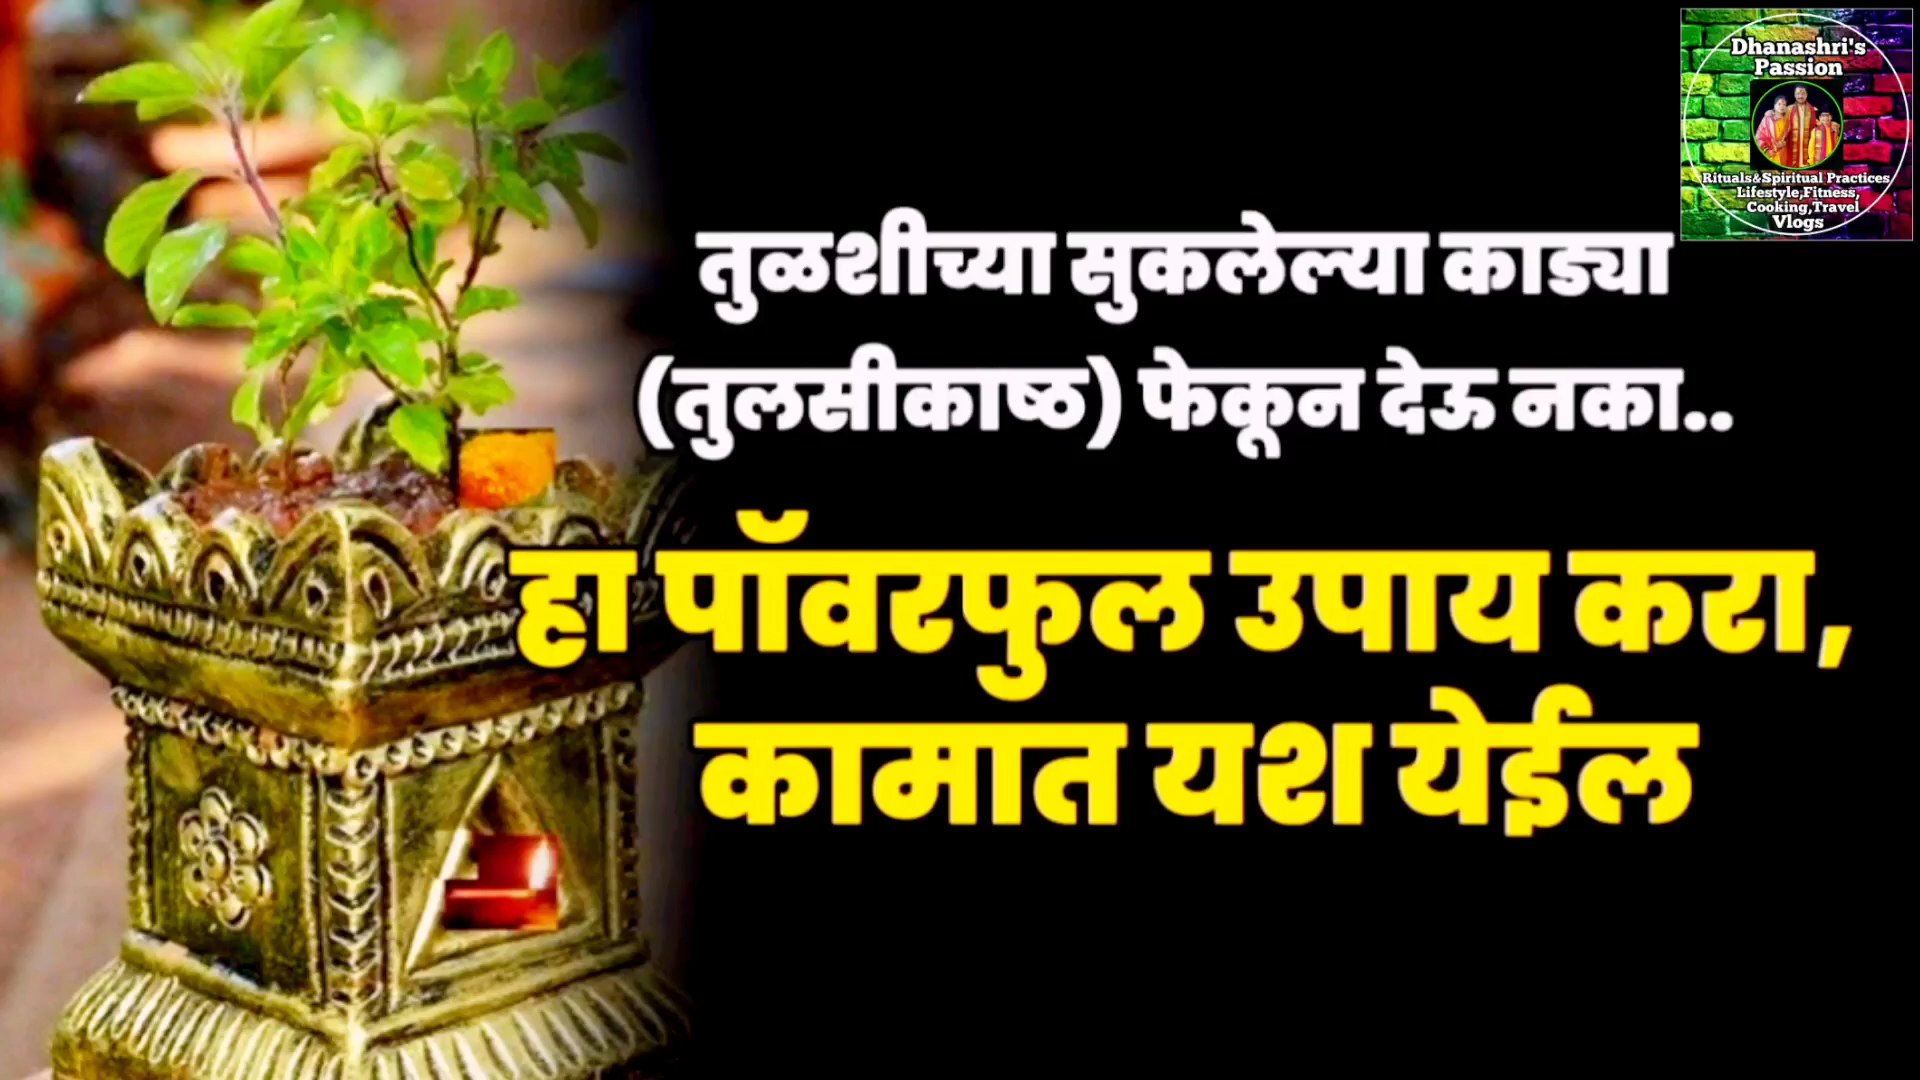 Dhanashri's
Passion
Rituals&Spiritual Practices
Lifestyle,Fitness,
Cooking,Travel
Vlogs
तुळशीच्या सुकलेल्या काड्या
(तुलसीकाष्ठ) फेकून देऊ नका..
हा पॉवरफुल उपाय करा,
कामात यश येईल